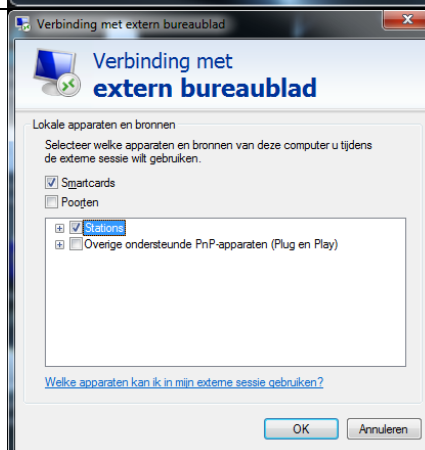 Verbinding met extern bureaublad
Verbinding met
extern bureaublad
Lokale apparaten en bronnen
Selecteer welke apparaten en bronnen van deze computer u tijdens
de externe sessie wilt gebruiken.
Smartcards
Poorten
Stations
Overige ondersteunde PnP-apparaten (Plug en Play)
Welke apparaten kan ik in mijn externe sessie gebruiken?
OK
Annuleren